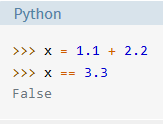 Python
>>> x = 1.1 + 2.2
>>> x == 3.3
False